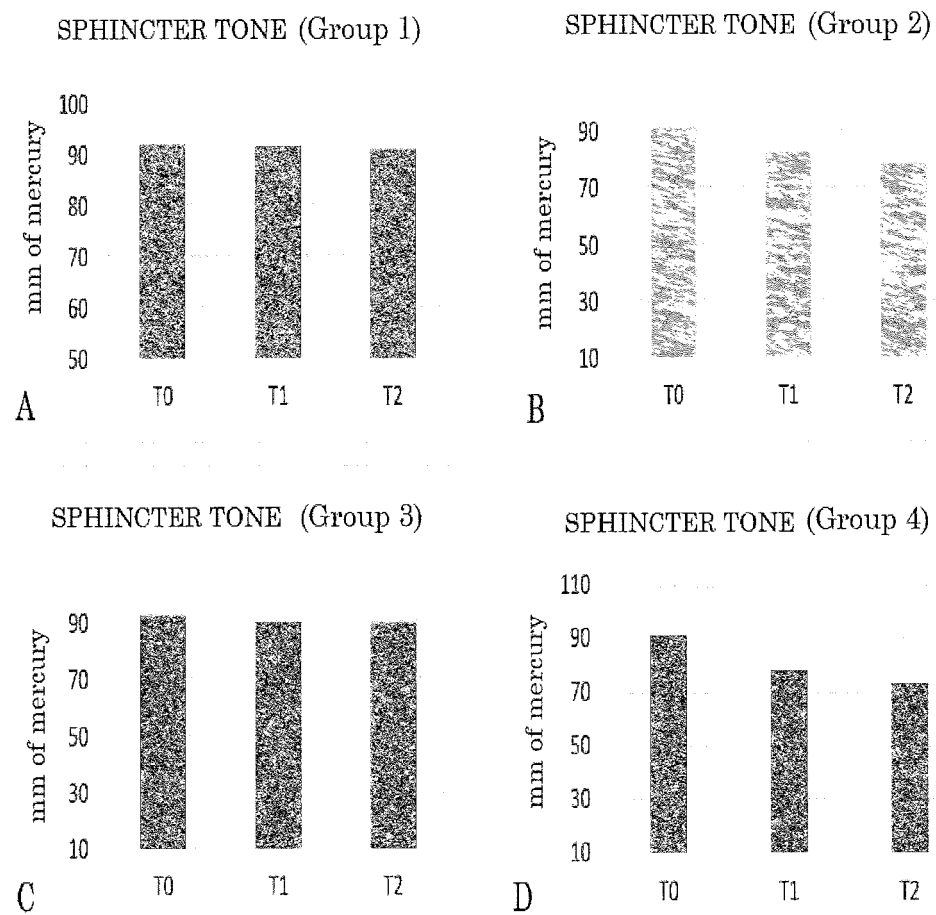 SPHINCTER TONE (Group 1)
mm of mercury
100
90
80
70
60
50
T0 T1 T2
A
SPHINCTER TONE (Group 2)
mm of mercury
90
70
50
30
10
T0 T1 T2
B
SPHINCTER TONE (Group 3)
mm of mercury
90
70
50
30
10
T0 T1 T2
C
SPHINCTER TONE (Group 4)
mm of mercury
110
90
70
50
30
10
T0 T1 T2
D